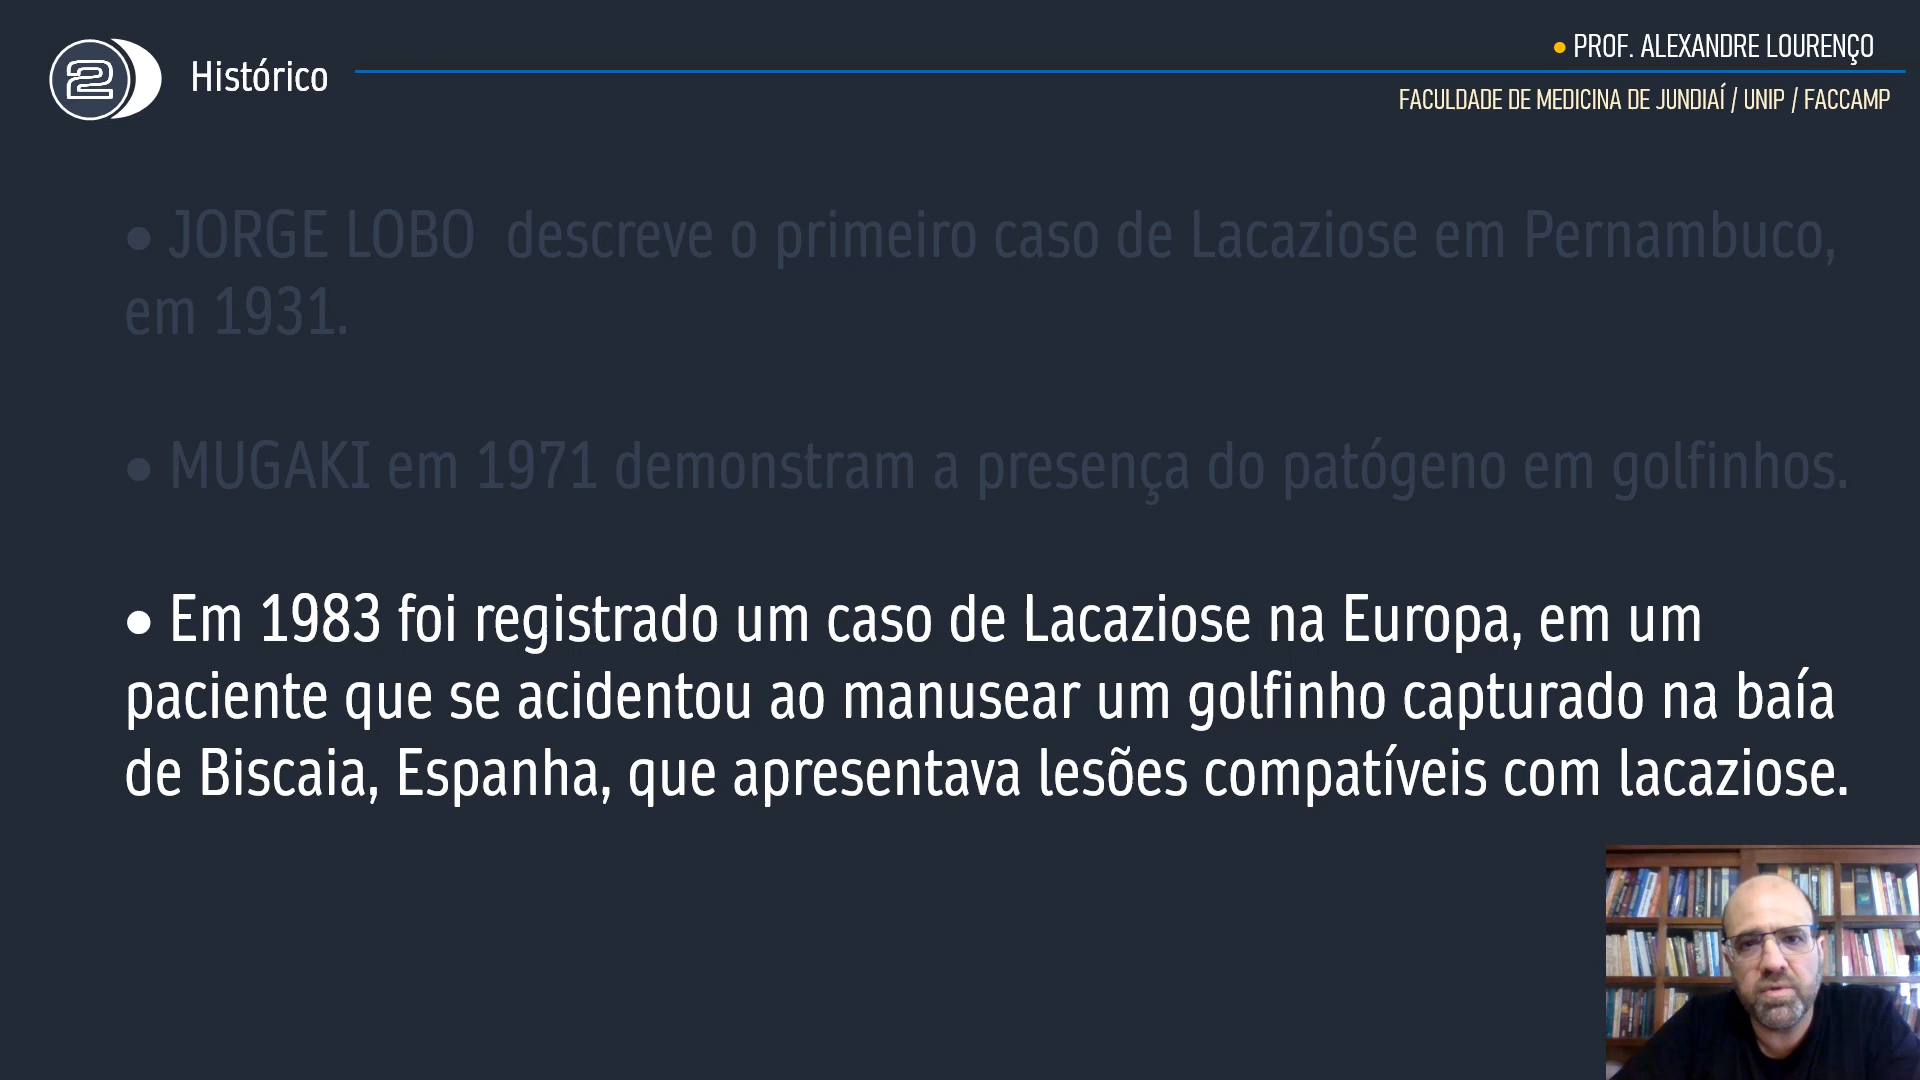 2
Histórico
• PROF. ALEXANDRE LOURENÇO
FACULDADE DE MEDICINA DE JUNDIAÍ / UNIP / FACCAMP
• JORGE LOBO descreve o primeiro caso de Lacaziose em Pernambuco,
em 1931.
• MUGAKI em 1971 demonstram a presença do patógeno em golfinhos.
• Em 1983 foi registrado um caso de Lacaziose na Europa, em um
paciente que se acidentou ao manusear um golfinho capturado na baía
de Biscaia, Espanha, que apresentava lesões compatíveis com lacaziose.